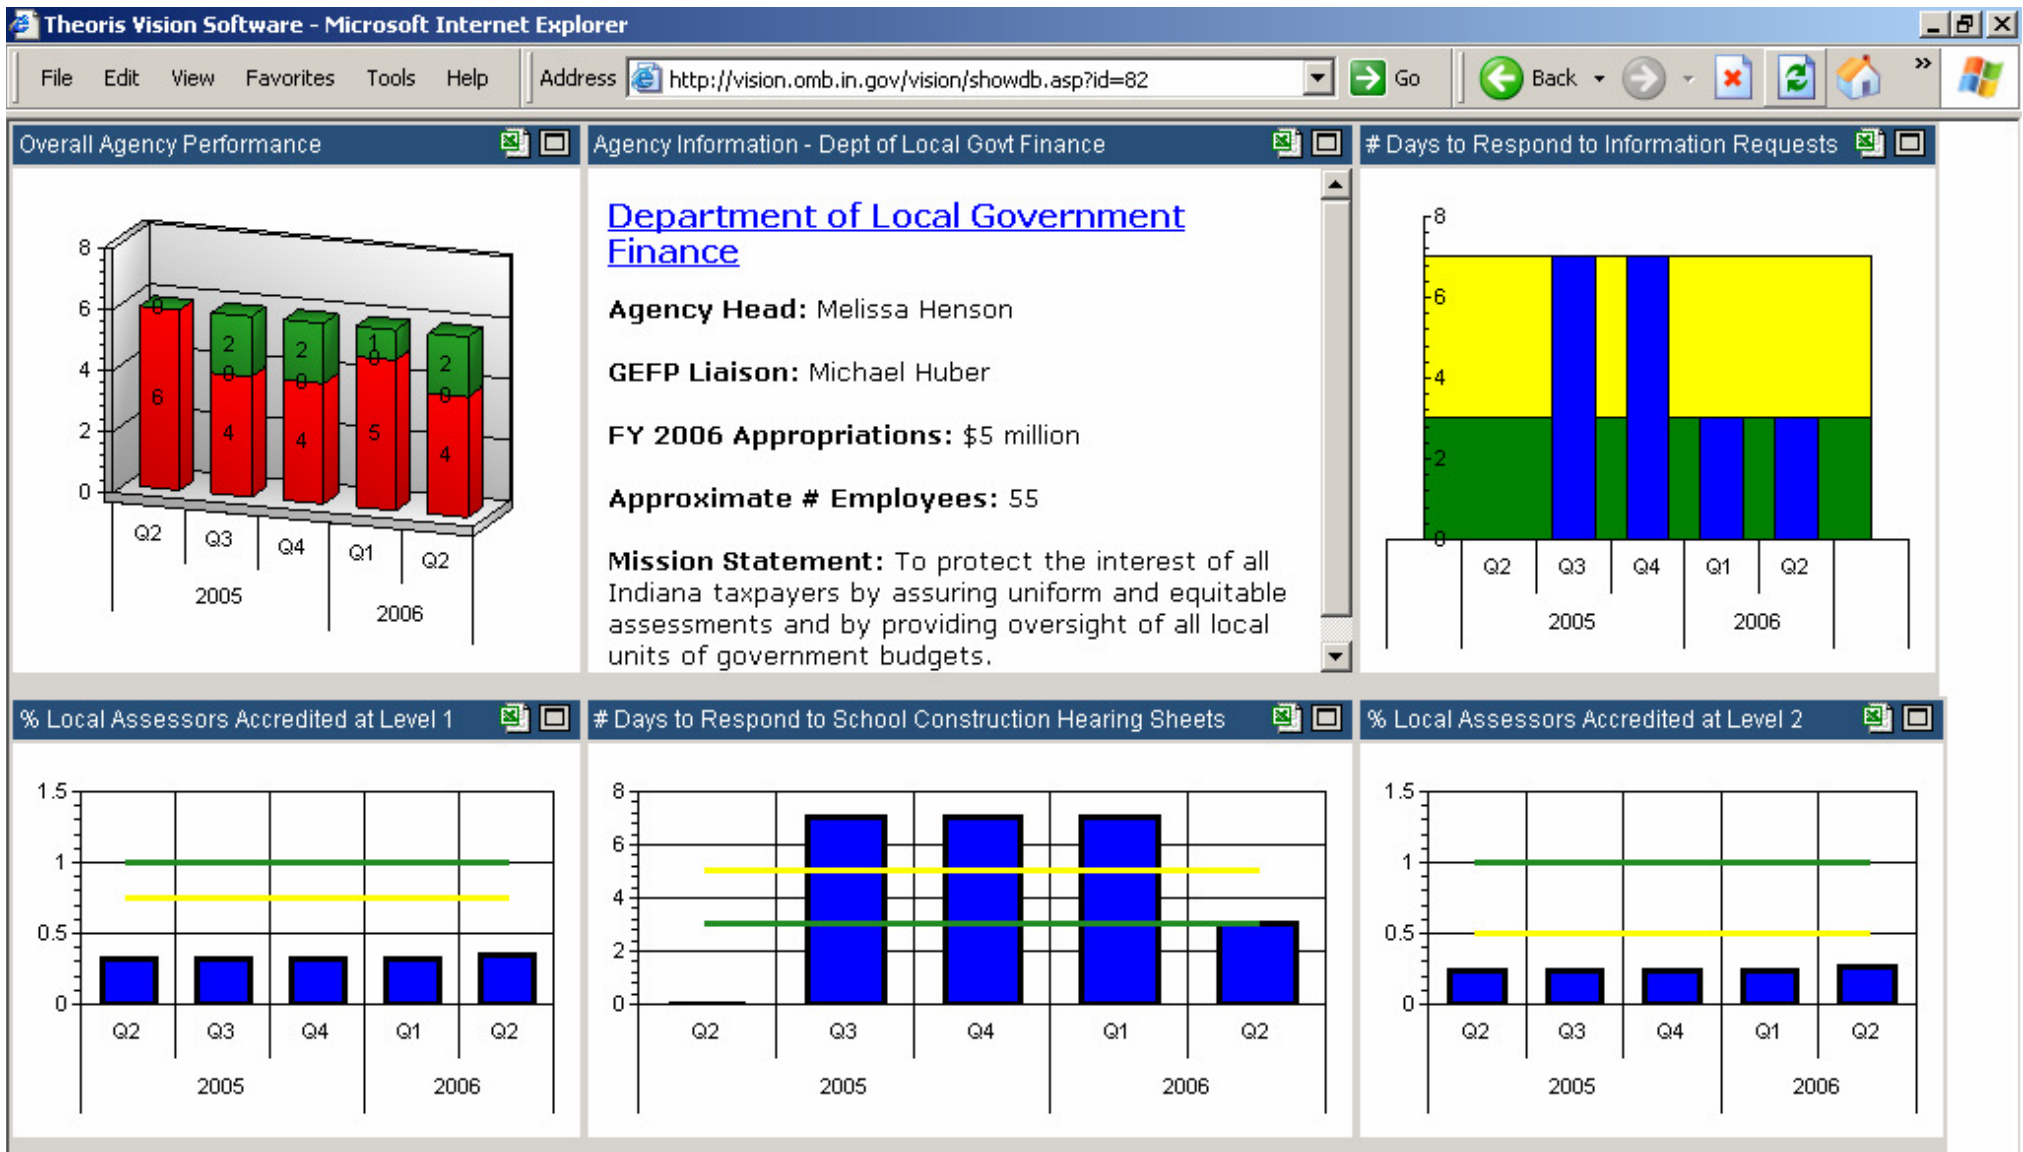 Theoris Vision Software - Microsoft Internet Explorer
File Edit View Favorites Tools Help Address http://vision.omb.in.gov/vision/showdb.asp?id=82 Go Back »
Overall Agency Performance
8
6
4
2
0
0
2
2
1
2
0
0
0
0
6
4
4
5
4
Q2 Q3 Q4 Q1 Q2
2005 2006
Agency Information - Dept of Local Govt Finance
Department of Local Government
Finance
Agency Head: Melissa Henson
GEFP Liaison: Michael Huber
FY 2006 Appropriations: $5 million
Approximate # Employees: 55
Mission Statement: To protect the interest of all
Indiana taxpayers by assuring uniform and equitable
assessments and by providing oversight of all local
units of government budgets.
# Days to Respond to Information Requests
8
6
4
2
0
Q2 Q3 Q4 Q1 Q2
2005 2006
% Local Assessors Accredited at Level 1
1.5
1
0.5
0
Q2 Q3 Q4 Q1 Q2
2005 2006
# Days to Respond to School Construction Hearing Sheets
8
6
4
2
0
Q2 Q3 Q4 Q1 Q2
2005 2006
% Local Assessors Accredited at Level 2
1.5
1
0.5
0
Q2 Q3 Q4 Q1 Q2
2005 2006